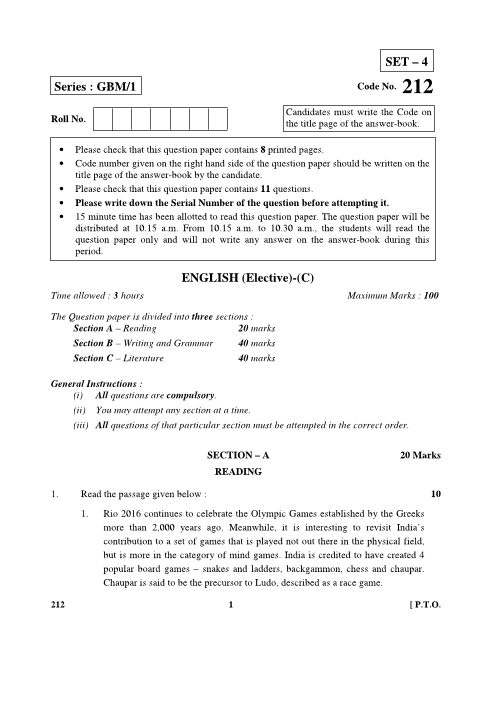 SET – 4
Series : GBM/1
Code No. 212
Roll No.
Candidates must write the Code on
the title page of the answer-book.
• Please check that this question paper contains 8 printed pages.
• Code number given on the right hand side of the question paper should be written on the
title page of the answer-book by the candidate.
• Please check that this question paper contains 11 questions.
• Please write down the Serial Number of the question before attempting it.
• 15 minute time has been allotted to read this question paper. The question paper will be
distributed at 10.15 a.m. From 10.15 a.m. to 10.30 a.m., the students will read the
question paper only and will not write any answer on the answer-book during this
period.
ENGLISH (Elective)-(C)
Time allowed : 3 hours Maximum Marks : 100
The Question paper is divided into three sections :
Section A – Reading 20 marks
Section B – Writing and Grammar 40 marks
Section C – Literature 40 marks
General Instructions :
(i) All questions are compulsory.
(ii) You may attempt any section at a time.
(iii) All questions of that particular section must be attempted in the correct order.
SECTION – A 20 Marks
READING
1. Read the passage given below : 10
1. Rio 2016 continues to celebrate the Olympic Games established by the Greeks
more than 2,000 years ago. Meanwhile, it is interesting to revisit India's
contribution to a set of games that is played not out there in the physical field,
but is more in the category of mind games. India is credited to have created 4
popular board games – snakes and ladders, backgammon, chess and chaupar.
Chaupar is said to be the precursor to Ludo, described as a race game.
212 1 [ P.T.O.